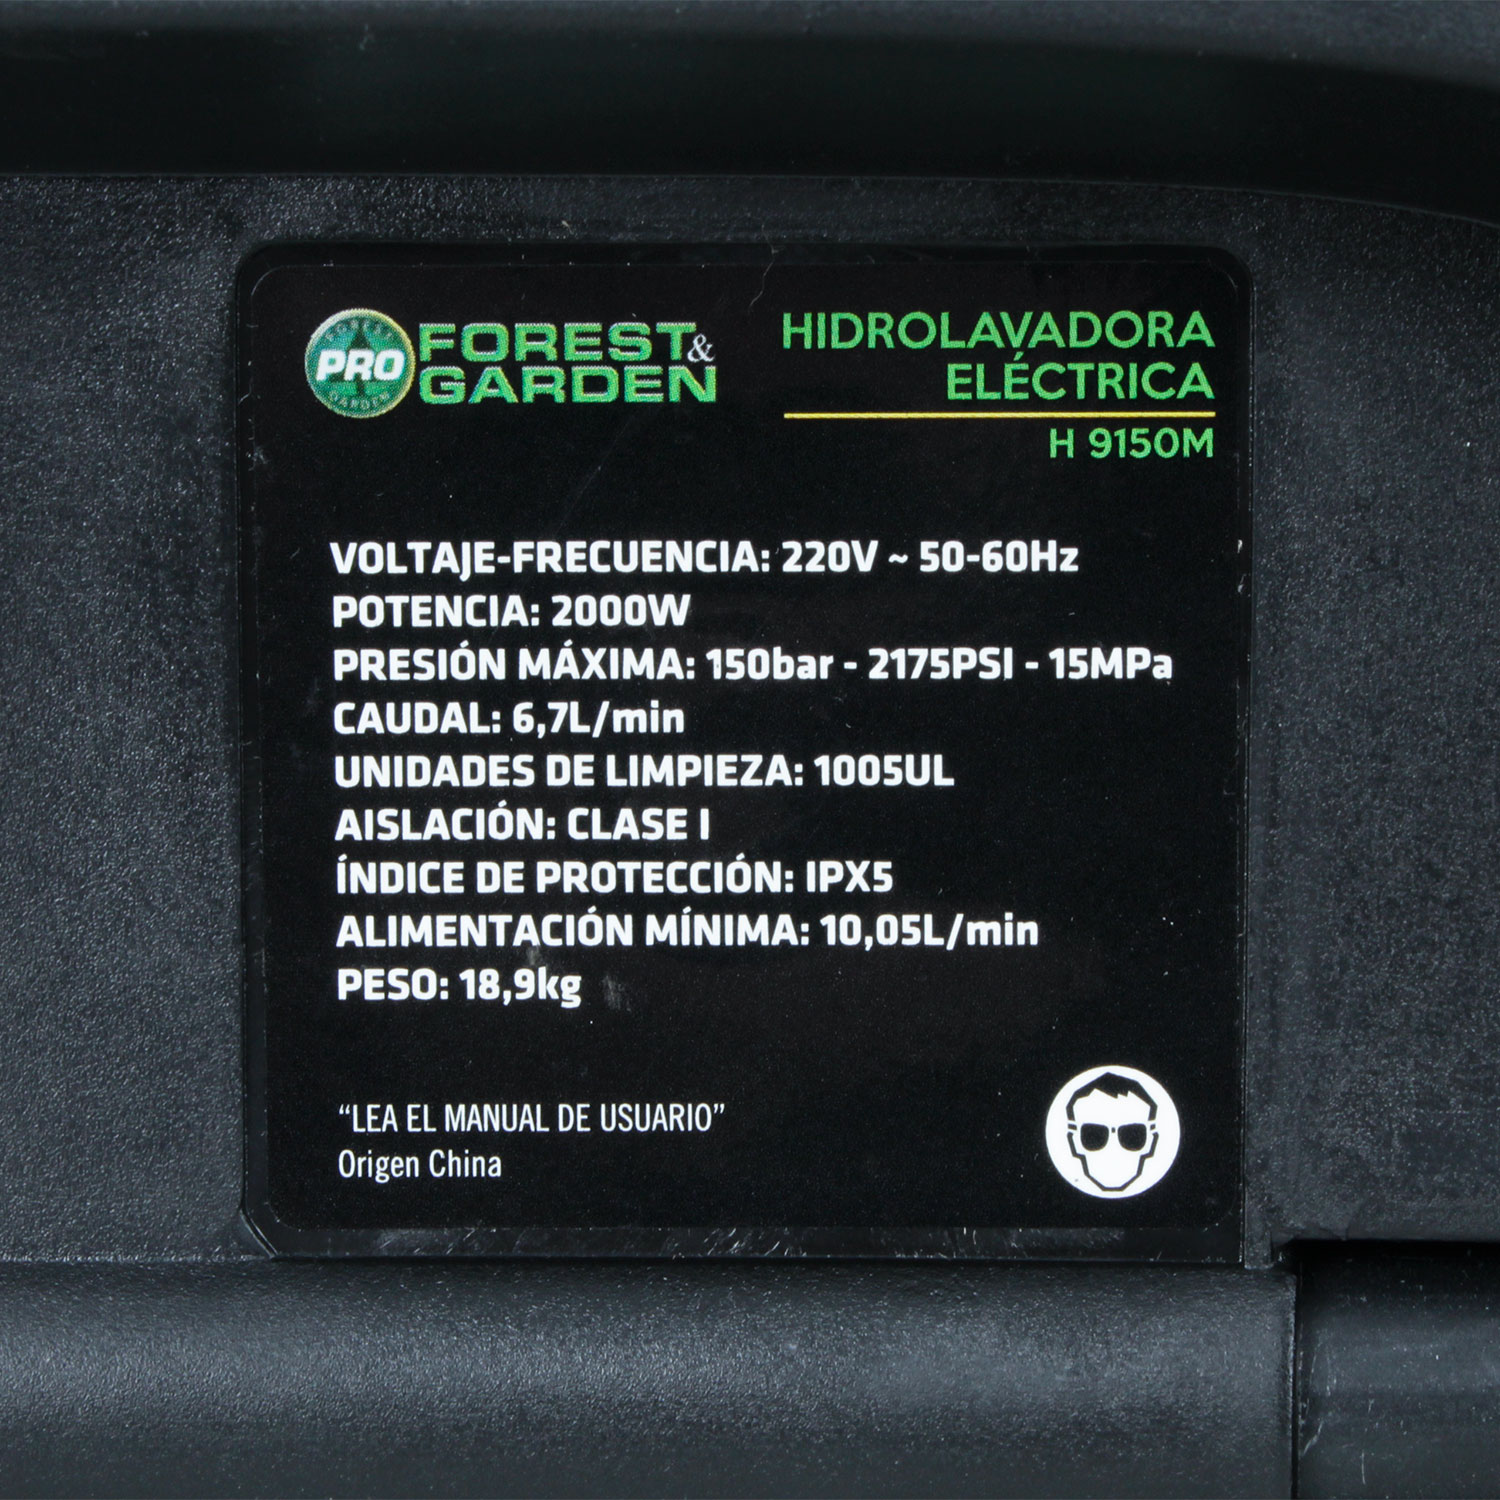 PRO
FOREST &
GARDEN
HIDROLAVADORA
ELÉCTRICA
H 9150M
VOLTAJE-FRECUENCIA: 220V ~ 50-60Hz
POTENCIA: 2000W
PRESIÓN MÁXIMA: 150bar - 2175PSI - 15MPa
CAUDAL: 6,7L/min
UNIDADES DE LIMPIEZA: 1005UL
AISLACIÓN: CLASE I
ÍNDICE DE PROTECCIÓN: IPX5
ALIMENTACIÓN MÍNIMA: 10,05L/min
PESO: 18,9kg
“LEA EL MANUAL DE USUARIO”
Origen China